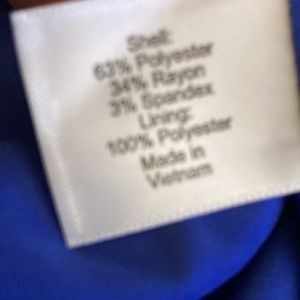 Shell:
63% Polyester
34% Rayon
3% Spandex
Lining:
100% Polyester
Made in
Vietnam